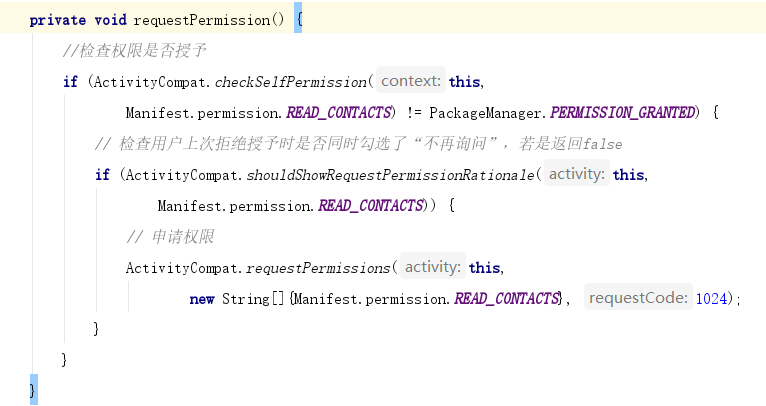 private void requestPermission() {
//检查权限是否授予
if (ActivityCompat.checkSelfPermission( context: this,
Manifest.permission.READ_CONTACTS) != PackageManager.PERMISSION_GRANTED) {
// 检查用户上次拒绝授予时是否同时勾选了“不再询问”，若是返回false
if (ActivityCompat.shouldShowRequestPermissionRationale( activity: this,
Manifest.permission.READ_CONTACTS)) {
// 申请权限
ActivityCompat.requestPermissions( activity: this,
new String[]{Manifest.permission.READ_CONTACTS}, requestCode: 1024);
}
}
}